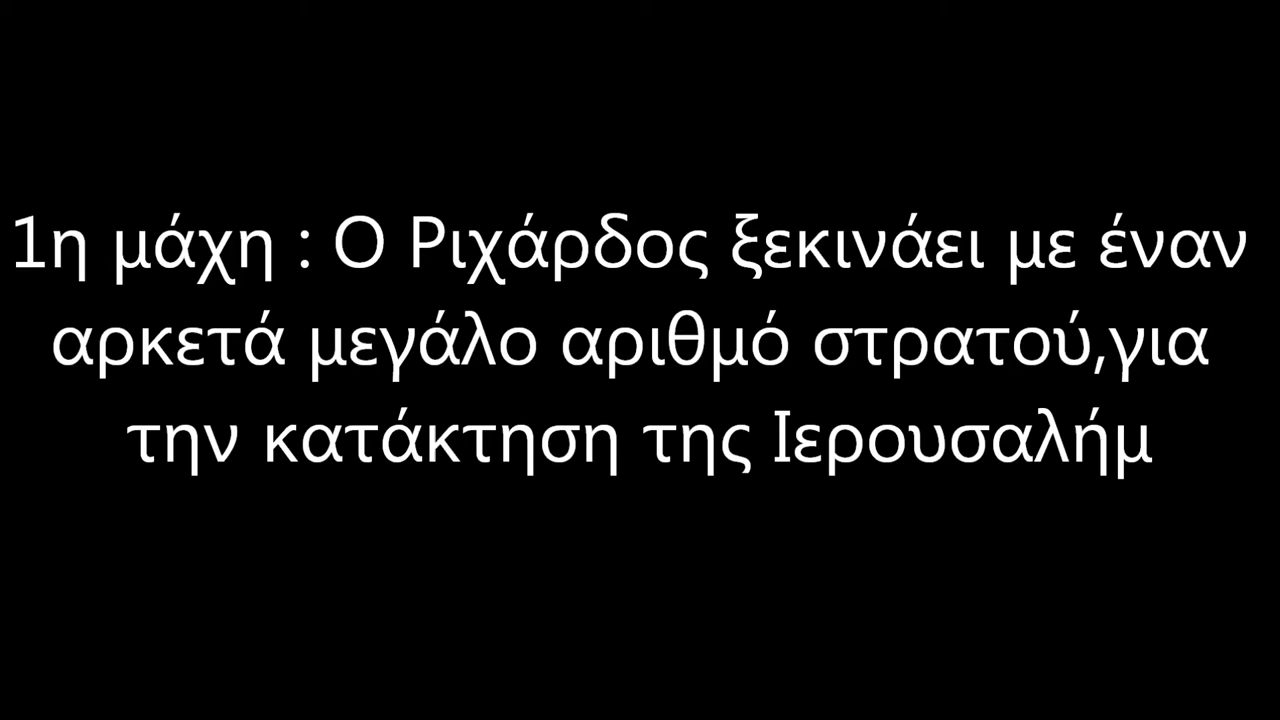 1η μάχη : Ο Ριχάρδος ξεκινάει με έναν
αρκετά μεγάλο αριθμό στρατού,για
την κατάκτηση της Ιερουσαλήμ